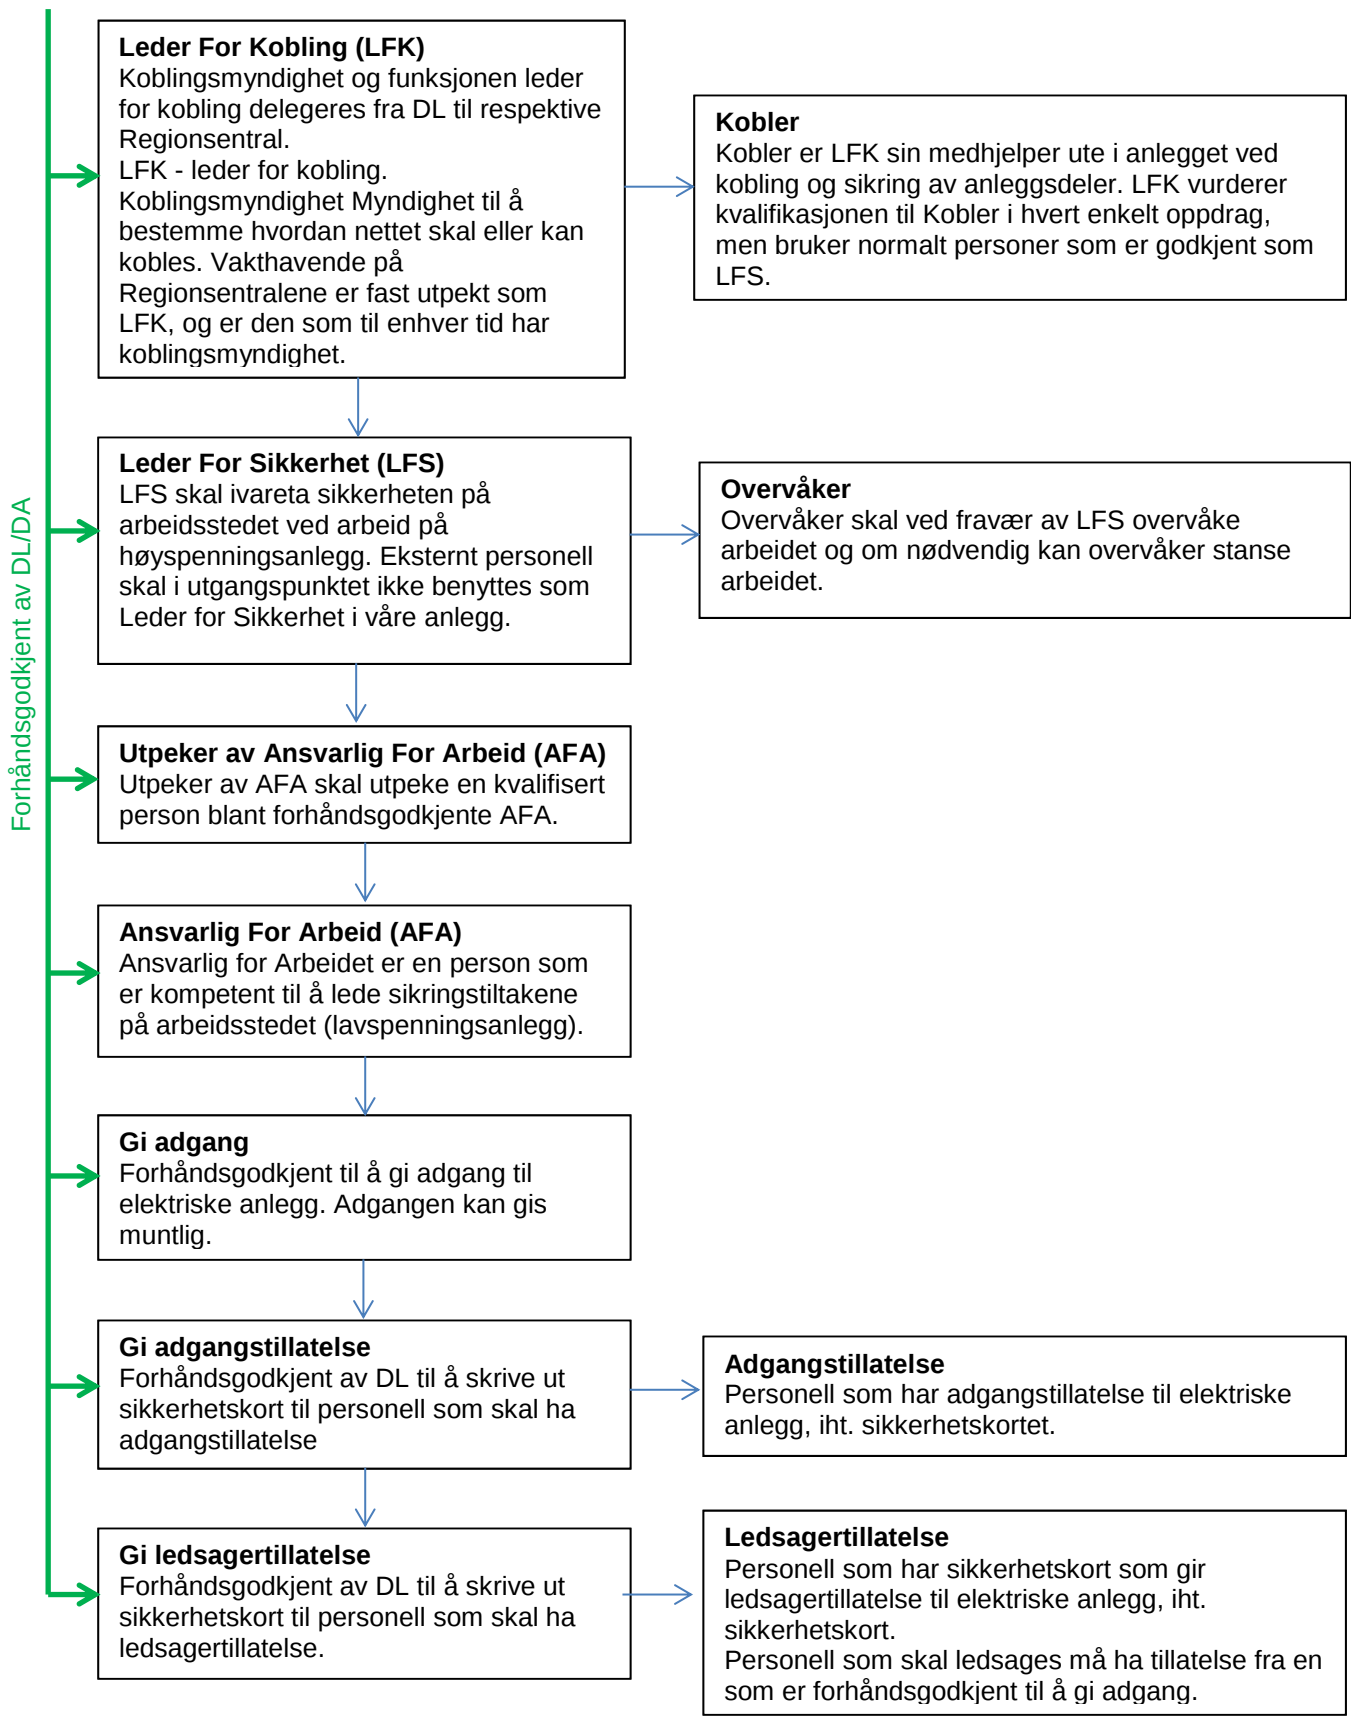 Forhåndsgodkjent av DL/DA
Leder For Kobling (LFK)
Koblingsmyndighet og funksjonen leder
for kobling delegeres fra DL til respektive
Regionsentral.
LFK - leder for kobling.
Koblingsmyndighet Myndighet til å
bestemme hvordan nettet skal eller kan
kobles. Vakthavende på
Regionsentralene er fast utpekt som
LFK, og er den som til enhver tid har
koblingsmyndighet.
Kobler
Kobler er LFK sin medhjelper ute i anlegget ved
kobling og sikring av anleggsdeler. LFK vurderer
kvalifikasjonen til Kobler i hvert enkelt oppdrag,
men bruker normalt personer som er godkjent som
LFS.
Leder For Sikkerhet (LFS)
LFS skal ivareta sikkerheten på
arbeidsstedet ved arbeid på
høyspenningsanlegg. Eksternt personell
skal i utgangspunktet ikke benyttes som
Leder for Sikkerhet i våre anlegg.
Overvåker
Overvåker skal ved fravær av LFS overvåke
arbeidet og om nødvendig kan overvåker stanse
arbeidet.
Utpeker av Ansvarlig For Arbeid (AFA)
Utpeker av AFA skal utpeke en kvalifisert
person blant forhåndsgodkjente AFA.
Ansvarlig For Arbeid (AFA)
Ansvarlig for Arbeidet er en person som
er kompetent til å lede sikringstiltakene
på arbeidsstedet (lavspenningsanlegg).
Gi adgang
Forhåndsgodkjent til å gi adgang til
elektriske anlegg. Adgangen kan gis
muntlig.
Gi adgangstillatelse
Forhåndsgodkjent av DL til å skrive ut
sikkerhetskort til personell som skal ha
adgangstillatelse
Adgangstillatelse
Personell som har adgangstillatelse til elektriske
anlegg, iht. sikkerhetskortet.
Gi ledsagertillatelse
Forhåndsgodkjent av DL til å skrive ut
sikkerhetskort til personell som skal ha
ledsagertillatelse.
Ledsagertillatelse
Personell som har sikkerhetskort som gir
ledsagertillatelse til elektriske anlegg, iht.
sikkerhetskort.
Personell som skal ledsages må ha tillatelse fra en
som er forhåndsgodkjent til å gi adgang.